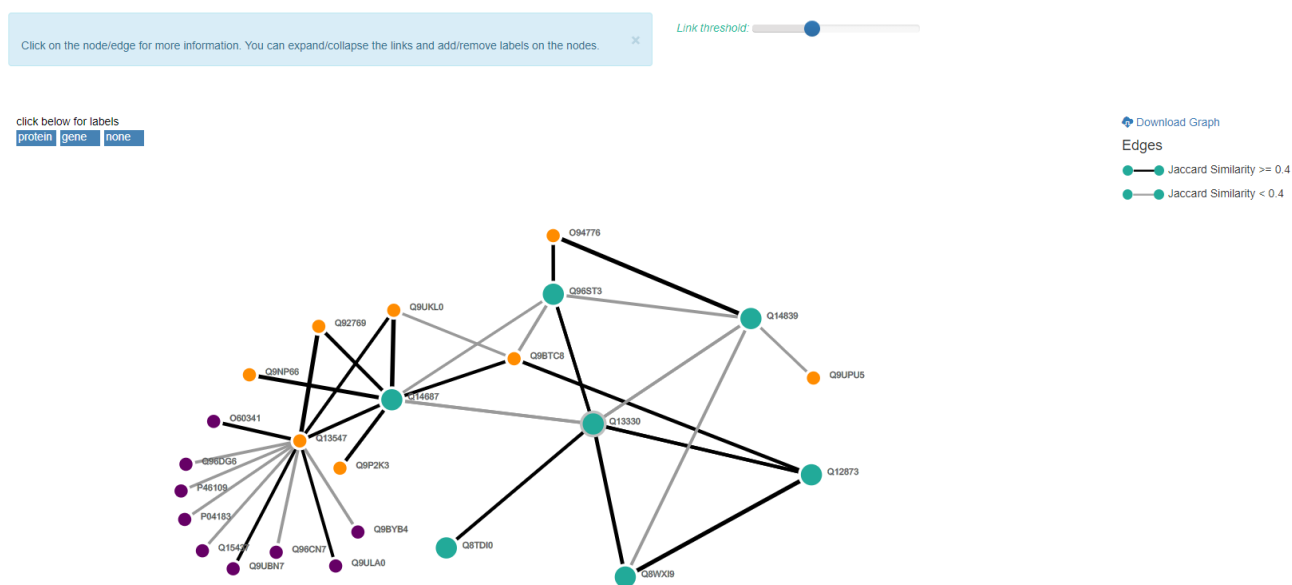 Link threshold:
Click on the node/edge for more information. You can expand/collapse the links and add/remove labels on the nodes. ×
click below for labels
protein gene none
Download Graph
Edges
Jaccard Similarity >= 0.4
Jaccard Similarity < 0.4
O94776
Q96ST3
Q9UKL0
Q14839
Q92769
Q9BTC8
Q9NP66
Q9UPU5
Q14687
O60341
Q13330
Q13547
Q96DG6
Q9P2K3
Q12873
P46109
P04183
Q9BYB4
Q8TDI0
Q96CN7
Q9UBN7
Q9ULA0
Q8WXI9